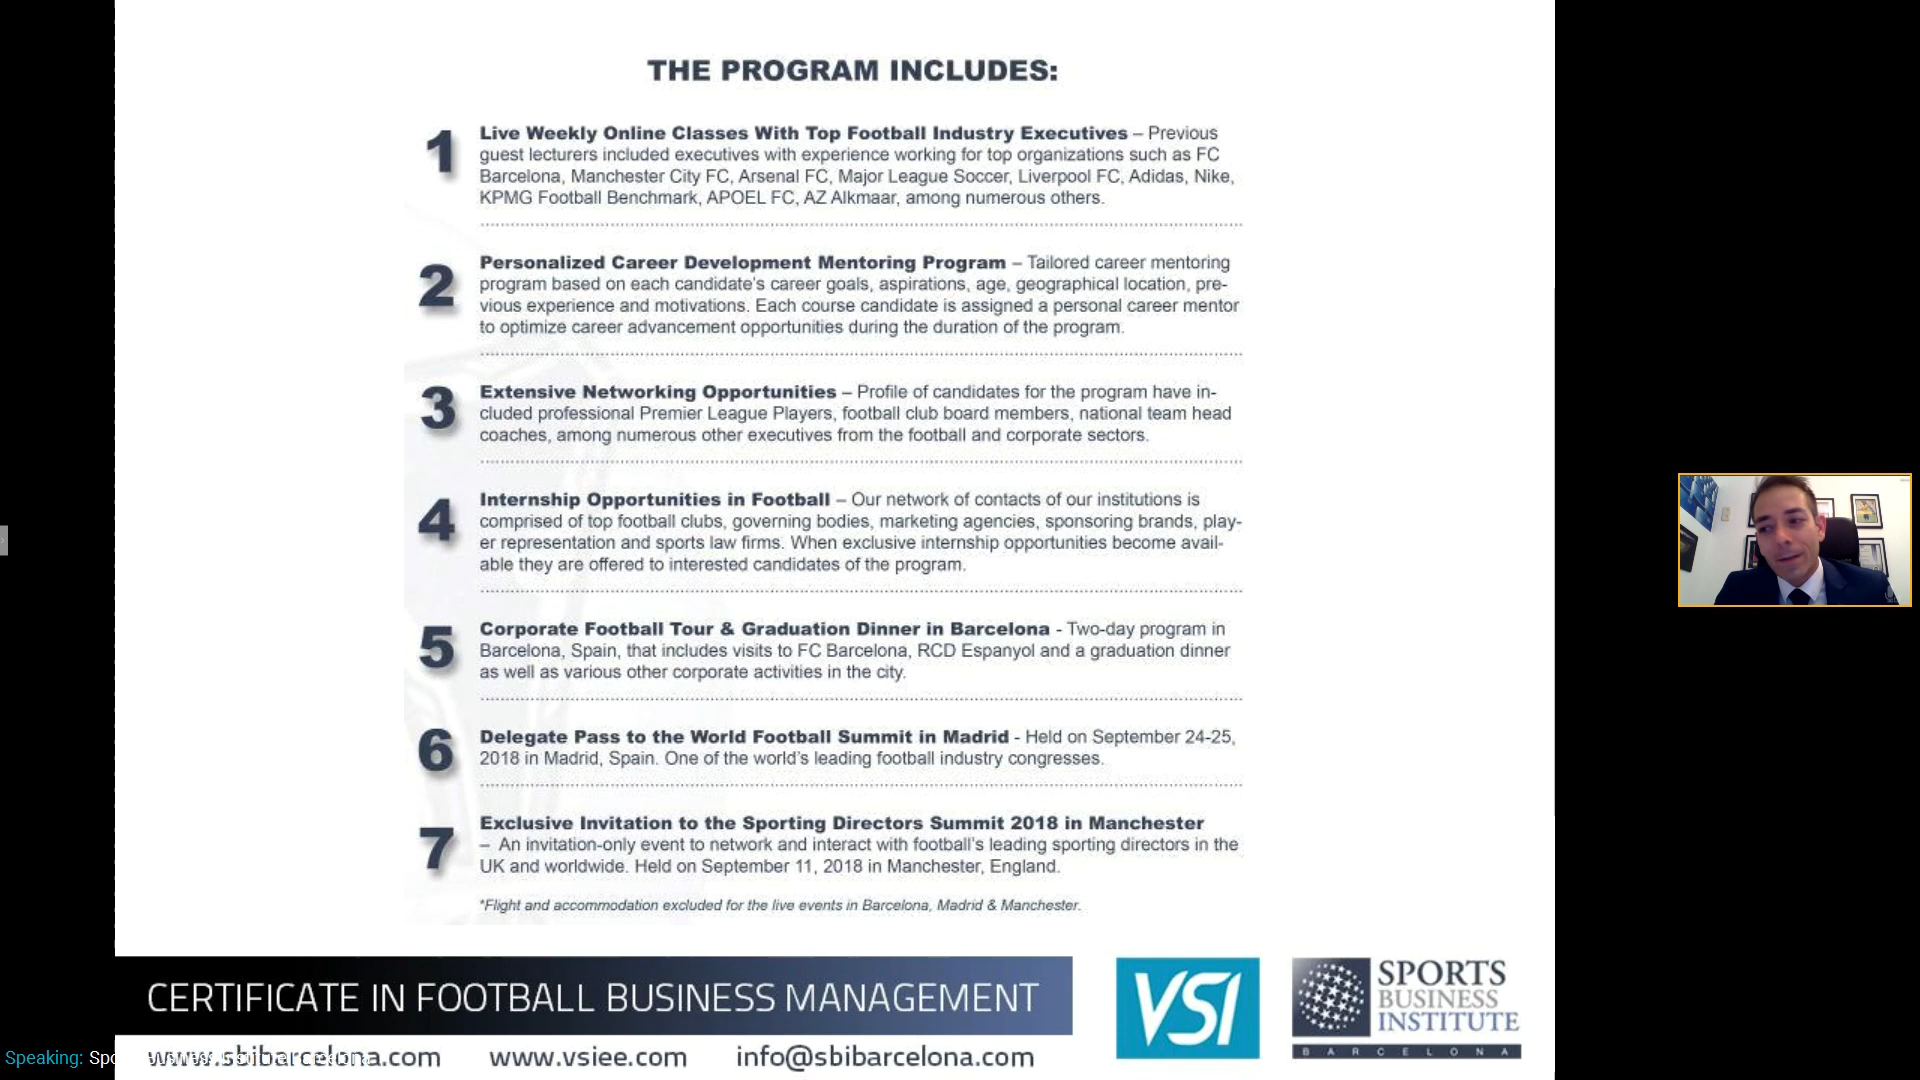 THE PROGRAM INCLUDES:
1
Live Weekly Online Classes With Top Football Industry Executives – Previous
guest lecturers included executives with experience working for top organizations such as FC
Barcelona, Manchester City FC, Arsenal FC, Major League Soccer, Liverpool FC, Adidas, Nike,
KPMG Football Benchmark, APOEL FC, AZ Alkmaar, among numerous others.
2
Personalized Career Development Mentoring Program – Tailored career mentoring
program based on each candidate's career goals, aspirations, age, geographical location, pre-
vious experience and motivations. Each course candidate is assigned a personal career mentor
to optimize career advancement opportunities during the duration of the program.
3
Extensive Networking Opportunities – Profile of candidates for the program have in-
cluded professional Premier League Players, football club board members, national team head
coaches, among numerous other executives from the football and corporate sectors.
4
Internship Opportunities in Football – Our network of contacts of our institutions is
comprised of top football clubs, governing bodies, marketing agencies, sponsoring brands, play-
er representation and sports law firms. When exclusive internship opportunities become avail-
able they are offered to interested candidates of the program.
5
Corporate Football Tour & Graduation Dinner in Barcelona - Two-day program in
Barcelona, Spain, that includes visits to FC Barcelona, RCD Espanyol and a graduation dinner
as well as various other corporate activities in the city.
6
Delegate Pass to the World Football Summit in Madrid - Held on September 24-25,
2018 in Madrid, Spain. One of the world's leading football industry congresses.
7
Exclusive Invitation to the Sporting Directors Summit 2018 in Manchester
– An invitation-only event to network and interact with football's leading sporting directors in the
UK and worldwide. Held on September 11, 2018 in Manchester, England.
*Flight and accommodation excluded for the live events in Barcelona, Madrid & Manchester.
CERTIFICATE IN FOOTBALL BUSINESS MANAGEMENT
VSI
SPORTS
BUSINESS
INSTITUTE
BARCELONA
Speaking:
www.sbibarcelona.com www.vsiee.com info@sbibarcelona.com